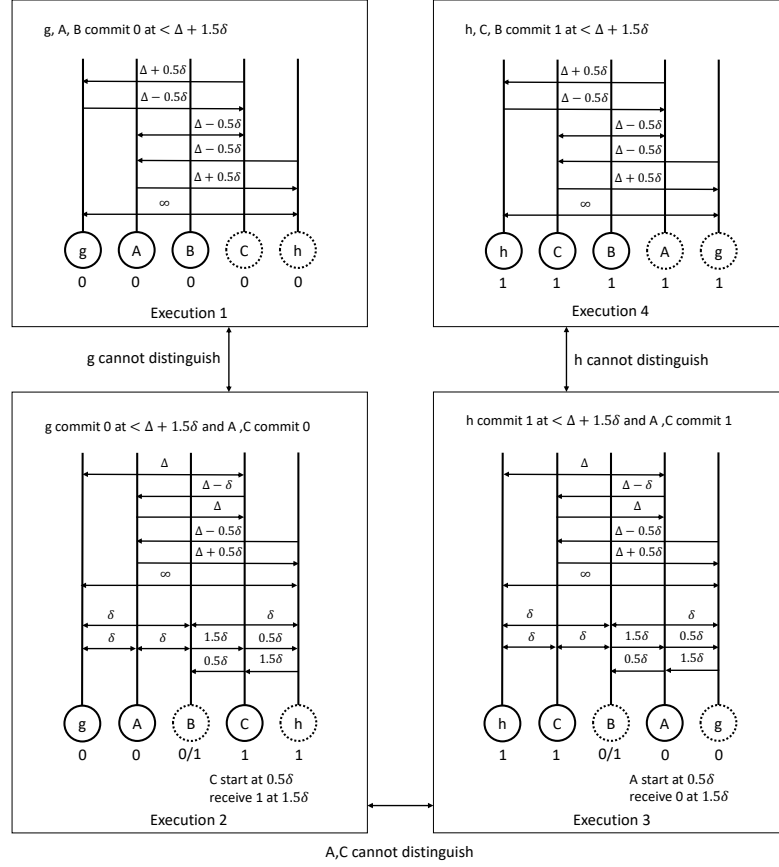 g, A, B commit 0 at < Δ + 1.5δ
Δ + 0.5δ
Δ − 0.5δ
Δ − 0.5δ
Δ − 0.5δ
Δ + 0.5δ
∞
g A B C h
0 0 0 0 0
Execution 1
h, C, B commit 1 at < Δ + 1.5δ
Δ + 0.5δ
Δ − 0.5δ
Δ − 0.5δ
Δ − 0.5δ
Δ + 0.5δ
∞
h C B A g
1 1 1 1 1
Execution 4
g cannot distinguish
h cannot distinguish
g commit 0 at < Δ + 1.5δ and A ,C commit 0
Δ
Δ − δ
Δ
Δ − 0.5δ
Δ + 0.5δ
∞
δ δ
δ δ 1.5δ 0.5δ
0.5δ 1.5δ
g A B C h
0 0 0/1 1 1
C start at 0.5δ
receive 1 at 1.5δ
Execution 2
h commit 1 at < Δ + 1.5δ and A ,C commit 1
Δ
Δ − δ
Δ
Δ − 0.5δ
Δ + 0.5δ
∞
δ δ
δ δ 1.5δ 0.5δ
0.5δ 1.5δ
h C B A g
1 1 0/1 0 0
A start at 0.5δ
receive 0 at 1.5δ
Execution 3
A,C cannot distinguish